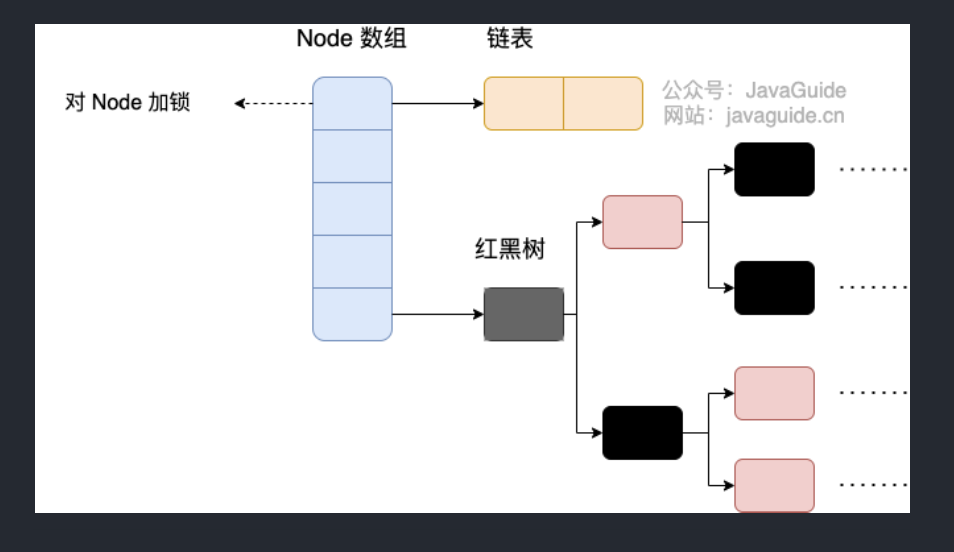 Node 数组
链表
对 Node 加锁
公众号：JavaGuide
网站：javaguide.cn
红黑树